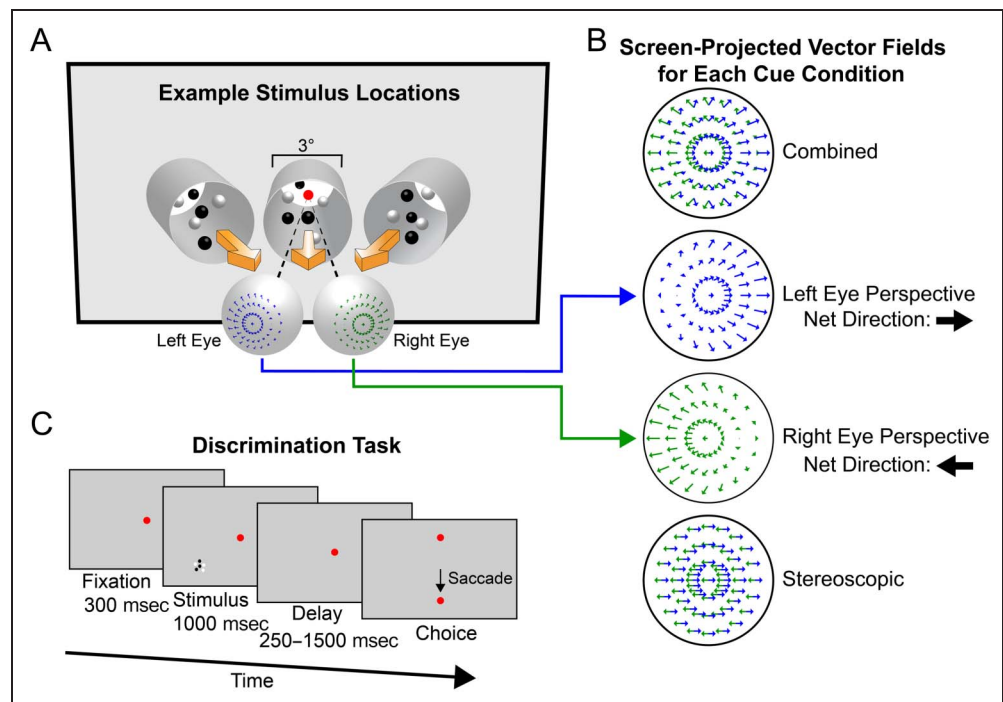 A
Example Stimulus Locations
3°
Left Eye
Right Eye
B
Screen-Projected Vector Fields
for Each Cue Condition
Combined
Left Eye Perspective
Net Direction:
Right Eye Perspective
Net Direction:
Stereoscopic
C
Discrimination Task
Fixation
300 msec
Stimulus
1000 msec
Delay
250–1500 msec
Saccade
Choice
Time